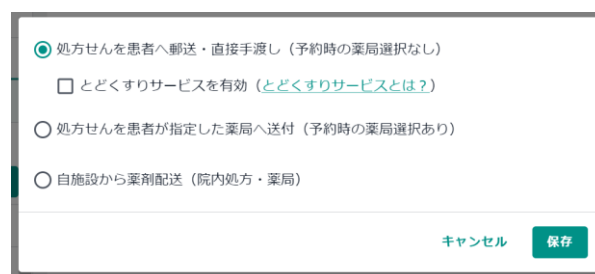 処方せんを患者へ郵送・直接手渡し（予約時の薬局選択なし）
とどくすりサービスを有効（とどくすりサービスとは？）
処方せんを患者が指定した薬局へ送付（予約時の薬局選択あり）
自施設から薬剤配送（院内処方・薬局）
キャンセル 保存